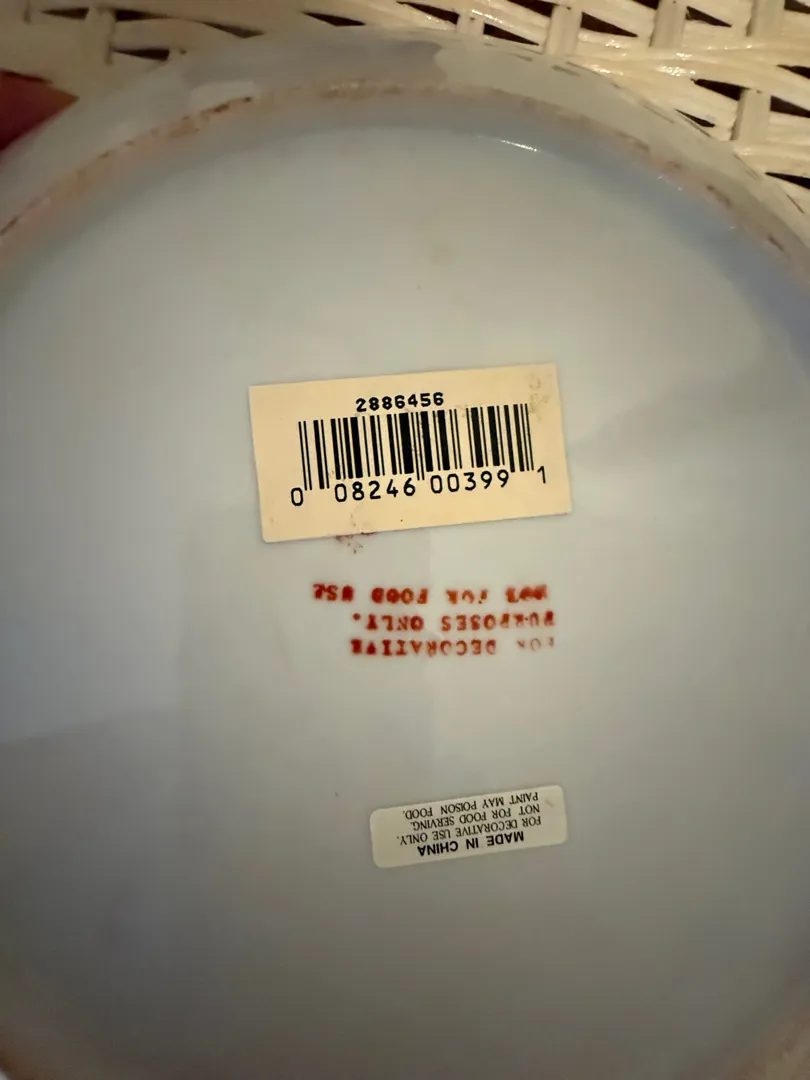 2886456
0 08246 00399 1
FOR DECORATIVE
PURPOSES ONLY.
NOT FOR FOOD USE
MADE IN CHINA
FOR DECORATIVE USE ONLY.
NOT FOR FOOD SERVING.
PAINT MAY POISON FOOD.